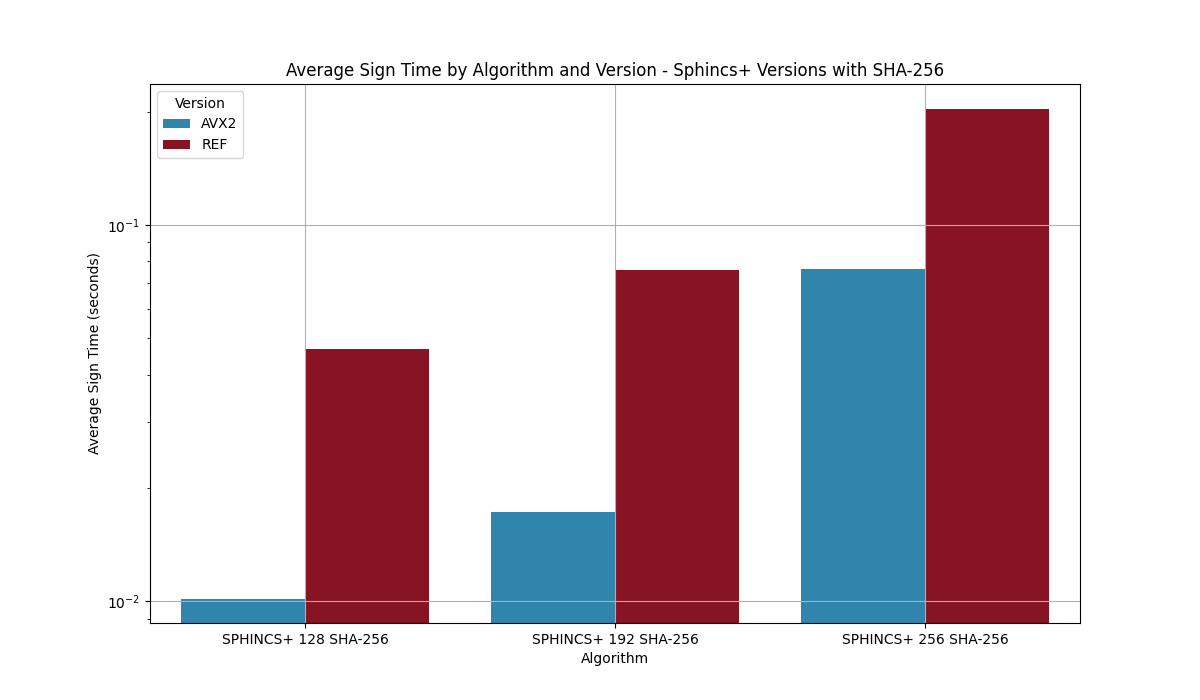 Average Sign Time by Algorithm and Version - Sphincs+ Versions with SHA-256
Version
AVX2
REF
10⁻¹
10⁻²
Average Sign Time (seconds)
SPHINCS+ 128 SHA-256
SPHINCS+ 192 SHA-256
SPHINCS+ 256 SHA-256
Algorithm